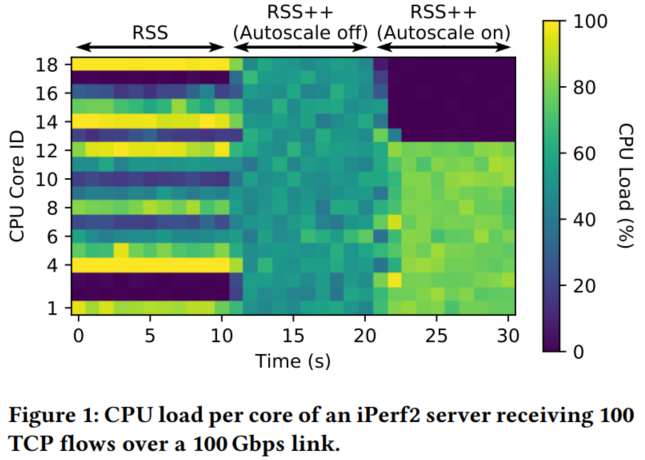 RSS
RSS++
(Autoscale off)
RSS++
(Autoscale on)
18
16
14
12
10
8
6
4
1
CPU Core ID
0
5
10
15
20
25
30
Time (s)
100
80
60
40
20
0
CPU Load (%)
Figure 1: CPU load per core of an iPerf2 server receiving 100
TCP flows over a 100 Gbps link.